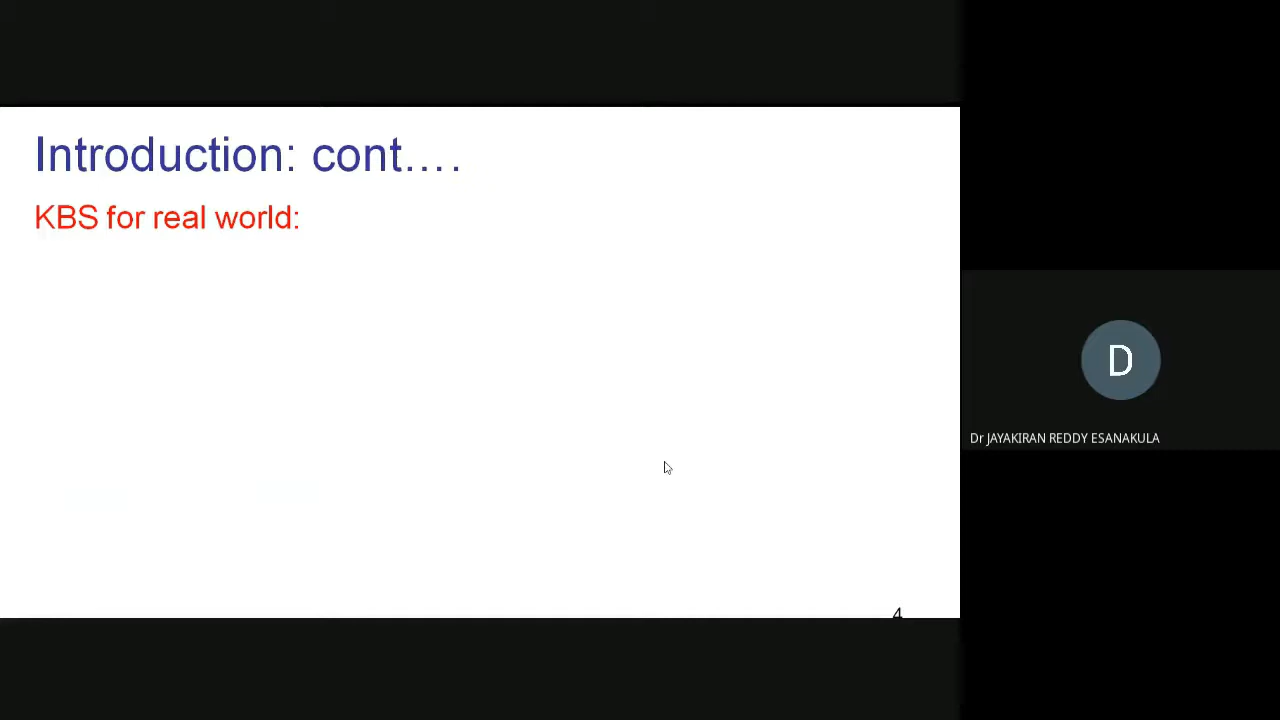 Introduction: cont....
KBS for real world:
4
D
Dr JAYAKIRAN REDDY ESANAKULA